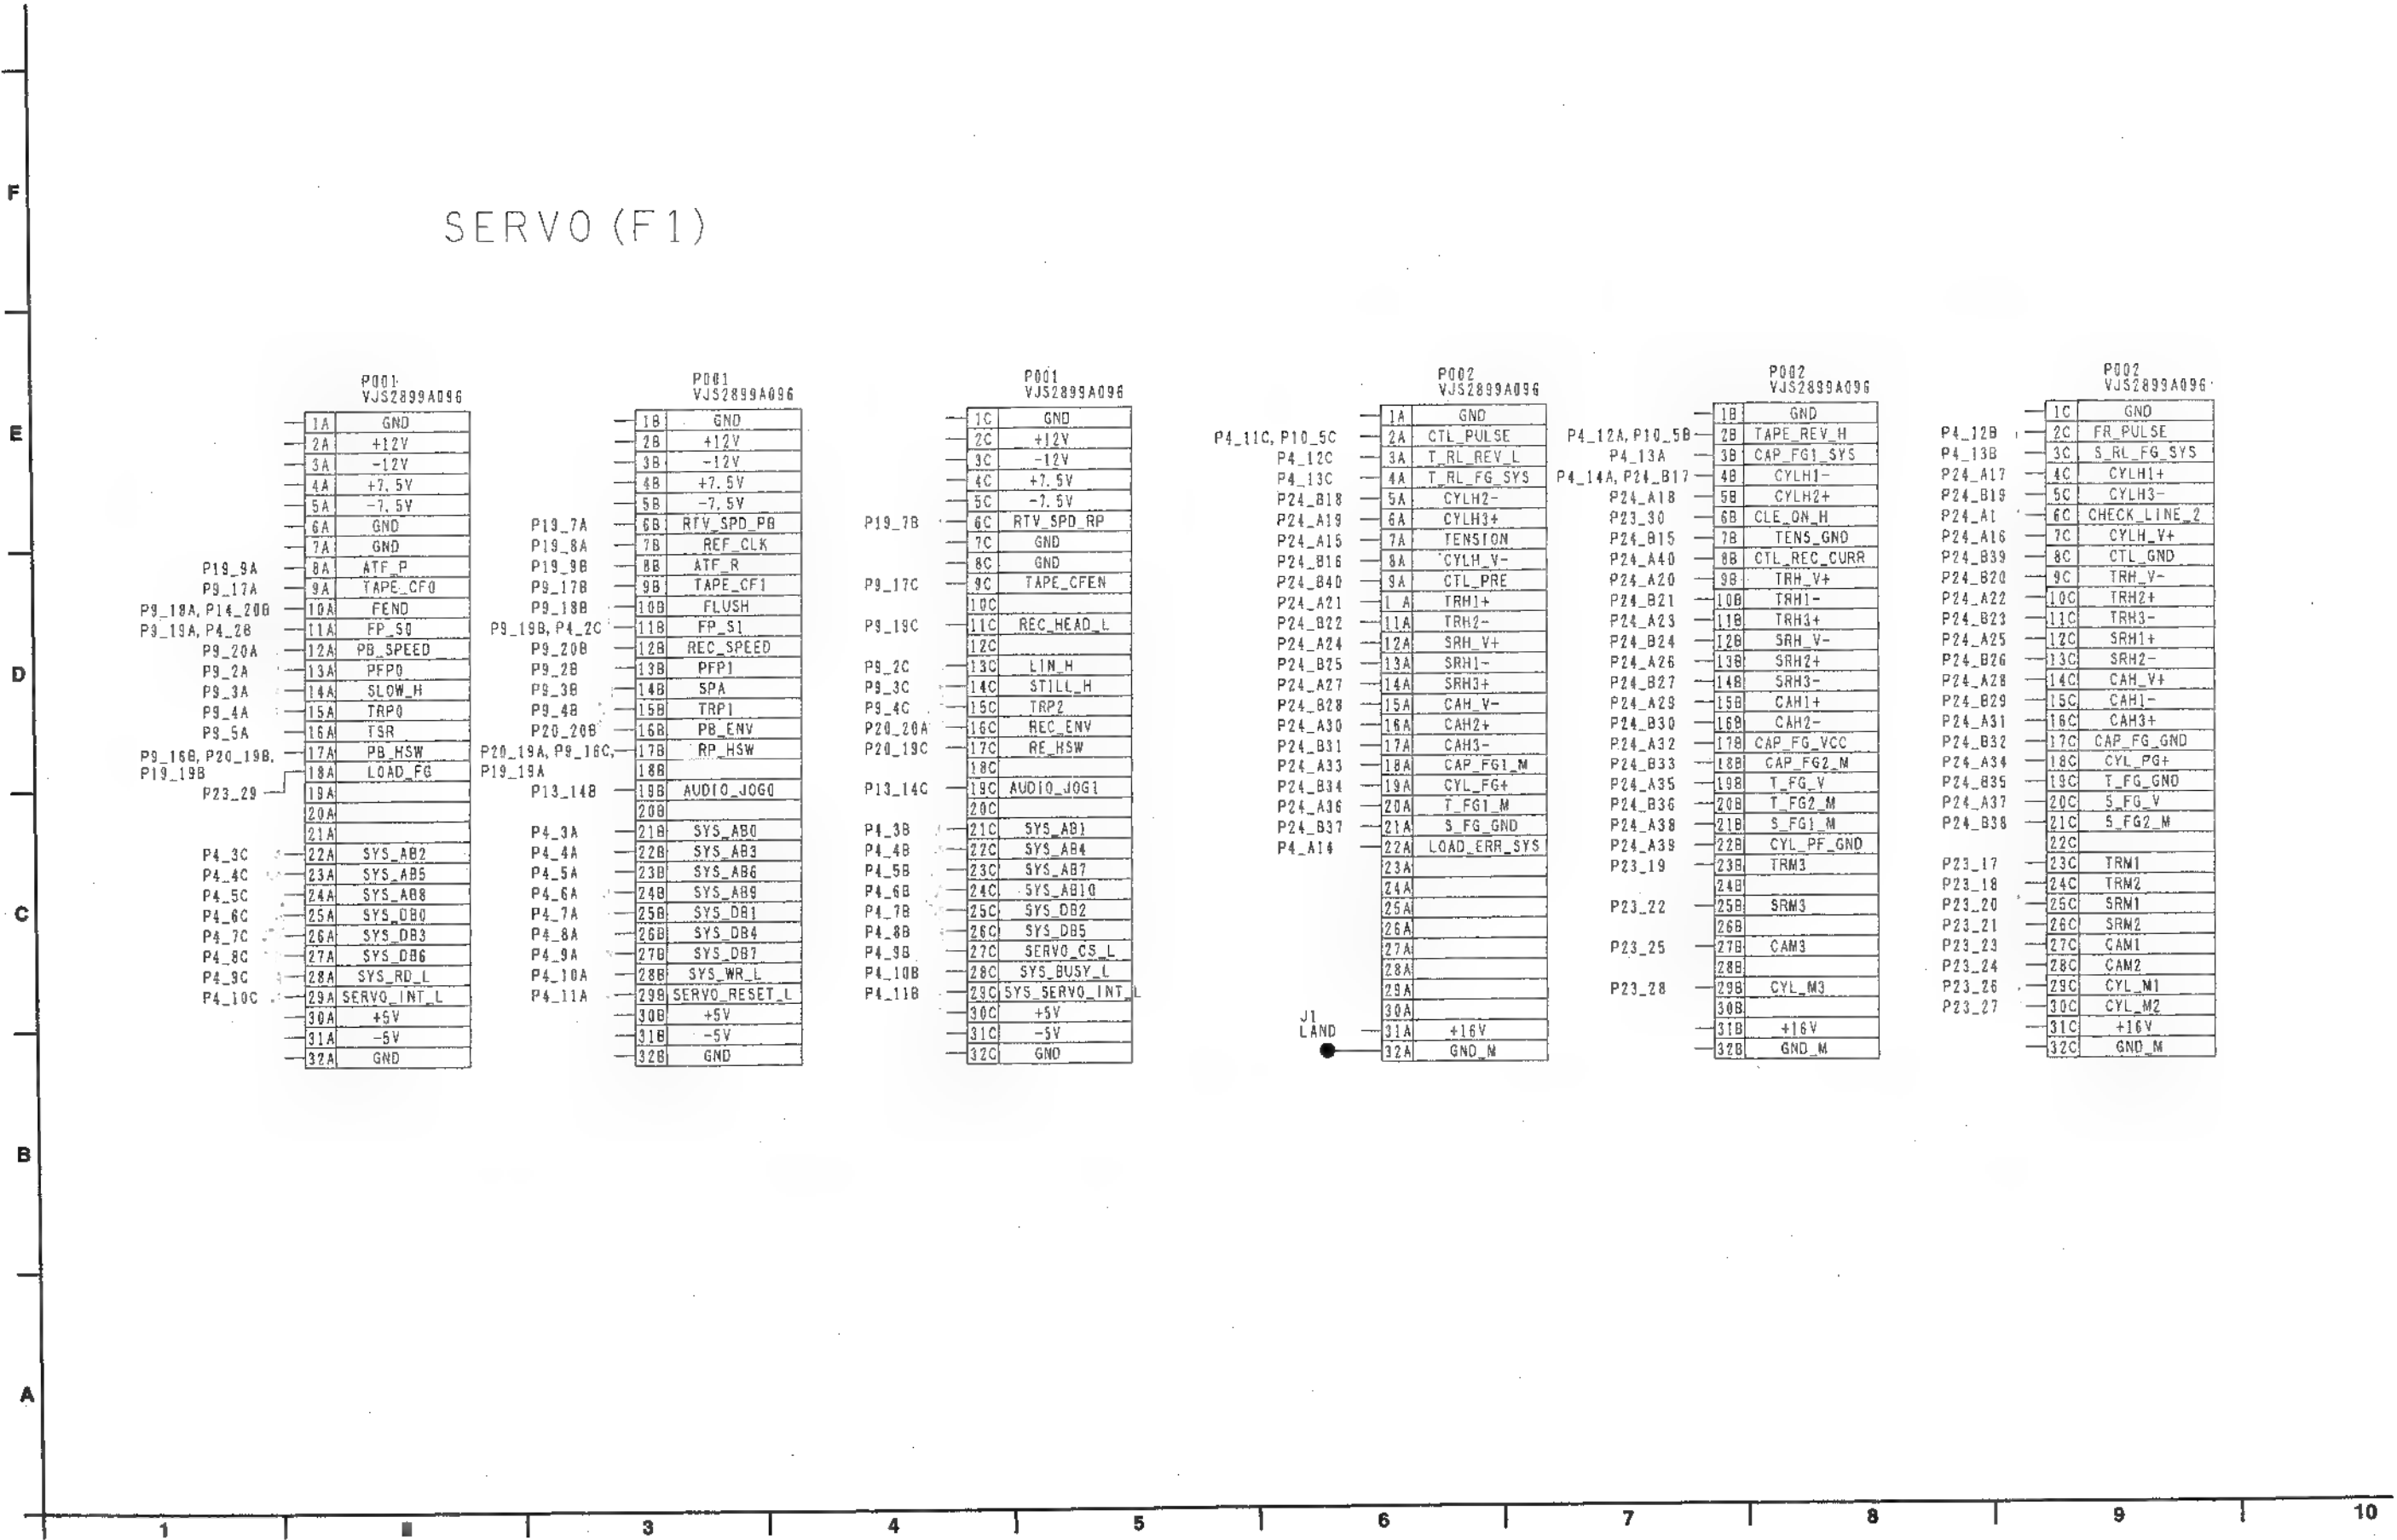 F
SERVO (F1)
E
D
C
B
A
P001
VJS2899A096
1A GND
2A +12V
3A -12V
4A +7.5V
5A -7.5V
6A GND
7A GND
P19_9A 8A ATF_P
P9_17A 9A TAPE_CF0
P9_18A, P14_20B 10A FEND
P9_19A, P4_2B 11A FP_S0
P9_20A 12A PB_SPEED
P9_2A 13A PFP0
P9_3A 14A SLOW_H
P9_4A 15A TRP0
P9_5A 16A TSR
P9_16B, P20_19B, 17A PB_HSW
P19_19B
P23_29 18A LOAD_FG
19A
20A
21A
P4_3C 22A SYS_AB2
P4_4C 23A SYS_AB5
P4_5C 24A SYS_AB8
P4_6C 25A SYS_DB0
P4_7C 26A SYS_DB3
P4_8C 27A SYS_DB6
P4_9C 28A SYS_RD_L
P4_10C 29A SERVO_INT_L
30A +5V
31A -5V
32A GND
P001
VJS2899A096
1B GND
2B +12V
3B -12V
4B +7.5V
5B -7.5V
P19_7A 6B RTV_SPD_PB
P19_8A 7B REF_CLK
P19_9B 8B ATF_R
P9_17B 9B TAPE_CF1
P9_18B 10B FLUSH
P9_19B, P4_2C 11B FP_S1
P9_20B 12B REC_SPEED
P9_2B 13B PFP1
P9_3B 14B SPA
P9_4B 15B TRP1
P20_20B 16B PB_ENV
P20_19A, P9_16C, 17B RP_HSW
P19_19A
18B
P13_14B 19B AUDIO_JOG0
20B
P4_3A 21B SYS_AB0
P4_4A 22B SYS_AB3
P4_5A 23B SYS_AB6
P4_6A 24B SYS_AB9
P4_7A 25B SYS_DB1
P4_8A 26B SYS_DB4
P4_9A 27B SYS_DB7
P4_10A 28B SYS_WR_L
P4_11A 29B SERVO_RESET_L
30B +5V
31B -5V
32B GND
P001
VJS2899A096
1C GND
2C +12V
3C -12V
4C +7.5V
5C -7.5V
P19_7B 6C RTV_SPD_RP
7C GND
8C GND
P9_17C 9C TAPE_CFEN
10C
P9_19C 11C REC_HEAD_L
12C
P9_2C 13C LIN_H
P9_3C 14C STILL_H
P9_4C 15C TRP2
P20_20A 16C REC_ENV
P20_19C 17C RE_HSW
18C
P13_14C 19C AUDIO_JOG1
20C
P4_3B 21C SYS_AB1
P4_4B 22C SYS_AB4
P4_5B 23C SYS_AB7
P4_6B 24C SYS_AB10
P4_7B 25C SYS_DB2
P4_8B 26C SYS_DB5
P4_9B 27C SERVO_CS_L
P4_10B 28C SYS_BUSY_L
P4_11B 29C SYS_SERVO_INT_L
30C +5V
31C -5V
32C GND
P002
VJS2899A096
1A GND
P4_11C, P10_5C 2A CTL_PULSE
P4_12C 3A T_RL_REV_L
P4_13C 4A T_RL_FG_SYS
P24_B18 5A CYLH2-
P24_A19 6A CYLH3+
P24_A15 7A TENSION
P24_B16 8A CYLH_V-
P24_B40 9A CTL_PRE
P24_A21 1 A TRH1+
P24_B22 11A TRH2-
P24_A24 12A SRH_V+
P24_B25 13A SRH1-
P24_A27 14A SRH3+
P24_B28 15A CAH_V-
P24_A30 16A CAH2+
P24_B31 17A CAH3-
P24_A33 18A CAP_FG1_M
P24_B34 19A CYL_FG+
P24_A36 20A T_FG1_M
P24_B37 21A S_FG_GND
P4_A14 22A LOAD_ERR_SYS
23A
24A
25A
26A
27A
28A
29A
30A
J1
LAND 31A +16V
32A GND_M
P002
VJS2899A096
1B GND
P4_12A, P10_5B 2B TAPE_REV_H
P4_13A 3B CAP_FG1_SYS
P4_14A, P24_B17 4B CYLH1-
P24_A18 5B CYLH2+
P23_30 6B CLE_ON_H
P24_B15 7B TENS_GND
P24_A40 8B CTL_REC_CURR
P24_A20 9B TRH_V+
P24_B21 10B TRH1-
P24_A23 11B TRH3+
P24_B24 12B SRH_V-
P24_A26 13B SRH2+
P24_B27 14B SRH3-
P24_A29 15B CAH1+
P24_B30 16B CAH2-
P24_A32 17B CAP_FG_VCC
P24_B33 18B CAP_FG2_M
P24_A35 19B T_FG_V
P24_B36 20B T_FG2_M
P24_A38 21B S_FG1_M
P24_A39 22B CYL_PF_GND
P23_19 23B TRM3
24B
P23_22 25B SRM3
26B
P23_25 27B CAM3
28B
P23_28 29B CYL_M3
30B
31B +16V
32B GND_M
P002
VJS2899A096
1C GND
P4_12B 2C FR_PULSE
P4_13B 3C S_RL_FG_SYS
P24_A17 4C CYLH1+
P24_B19 5C CYLH3-
P24_A1 6C CHECK_LINE_2
P24_A16 7C CYLH_V+
P24_B39 8C CTL_GND
P24_B20 9C TRH_V-
P24_A22 10C TRH2+
P24_B23 11C TRH3-
P24_A25 12C SRH1+
P24_B26 13C SRH2-
P24_A28 14C CAH_V+
P24_B29 15C CAH1-
P24_A31 16C CAH3+
P24_B32 17C CAP_FG_GND
P24_A34 18C CYL_PG+
P24_B35 19C T_FG_GND
P24_A37 20C S_FG_V
P24_B38 21C S_FG2_M
22C
P23_17 23C TRM1
P23_18 24C TRM2
P23_20 25C SRM1
P23_21 26C SRM2
P23_23 27C CAM1
P23_24 28C CAM2
P23_26 29C CYL_M1
P23_27 30C CYL_M2
31C +16V
32C GND_M
1 3 4 5 6 7 8 9 10